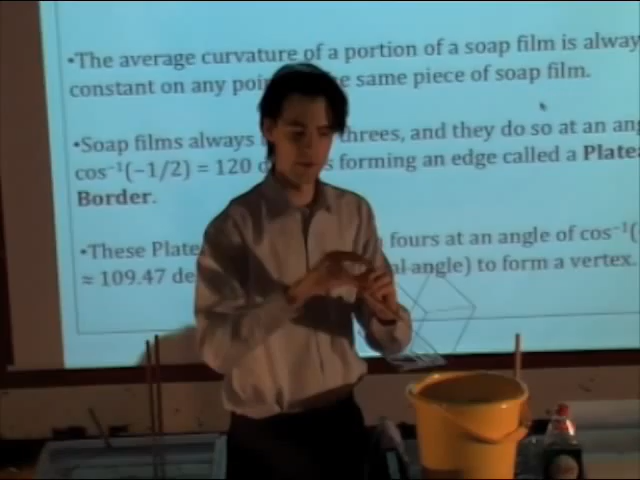 •The average curvature of a portion of a soap film is alway
constant on any poin same piece of soap film.
•Soap films always threes, and they do so at an ang
cos⁻¹(−1/2) = 120 d s forming an edge called a Platea
Border.
•These Plate fours at an angle of cos⁻¹(
≈ 109.47 de al angle) to form a vertex.